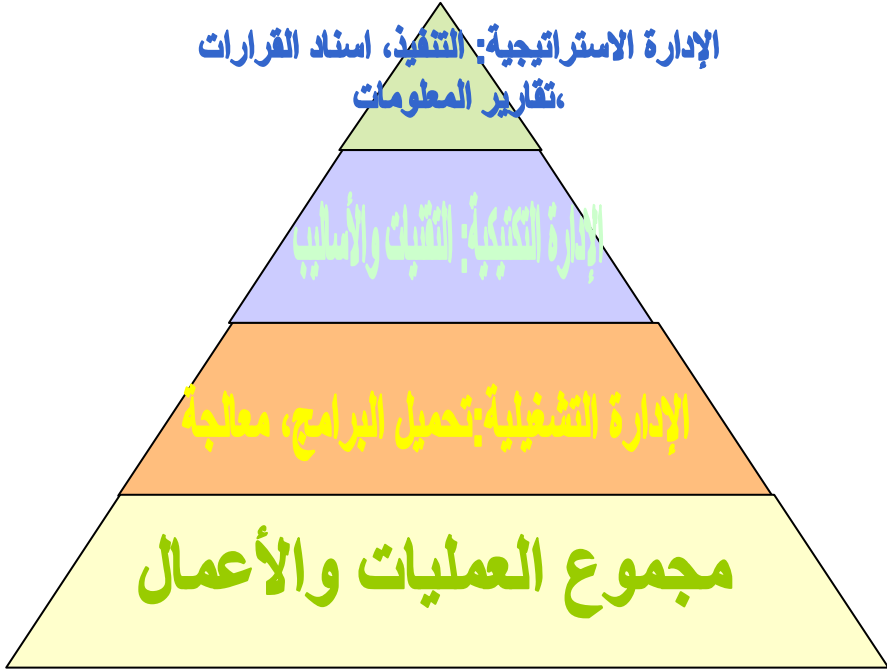 الإدارة الاستراتيجية: التنفيذ، اسناد القرارات
،تقارير المعلومات
الإدارة التكتيكية: التقنيات والأساليب
الإدارة التشغيلية:تحميل البرامج، معالجة
مجموع العمليات والأعمال